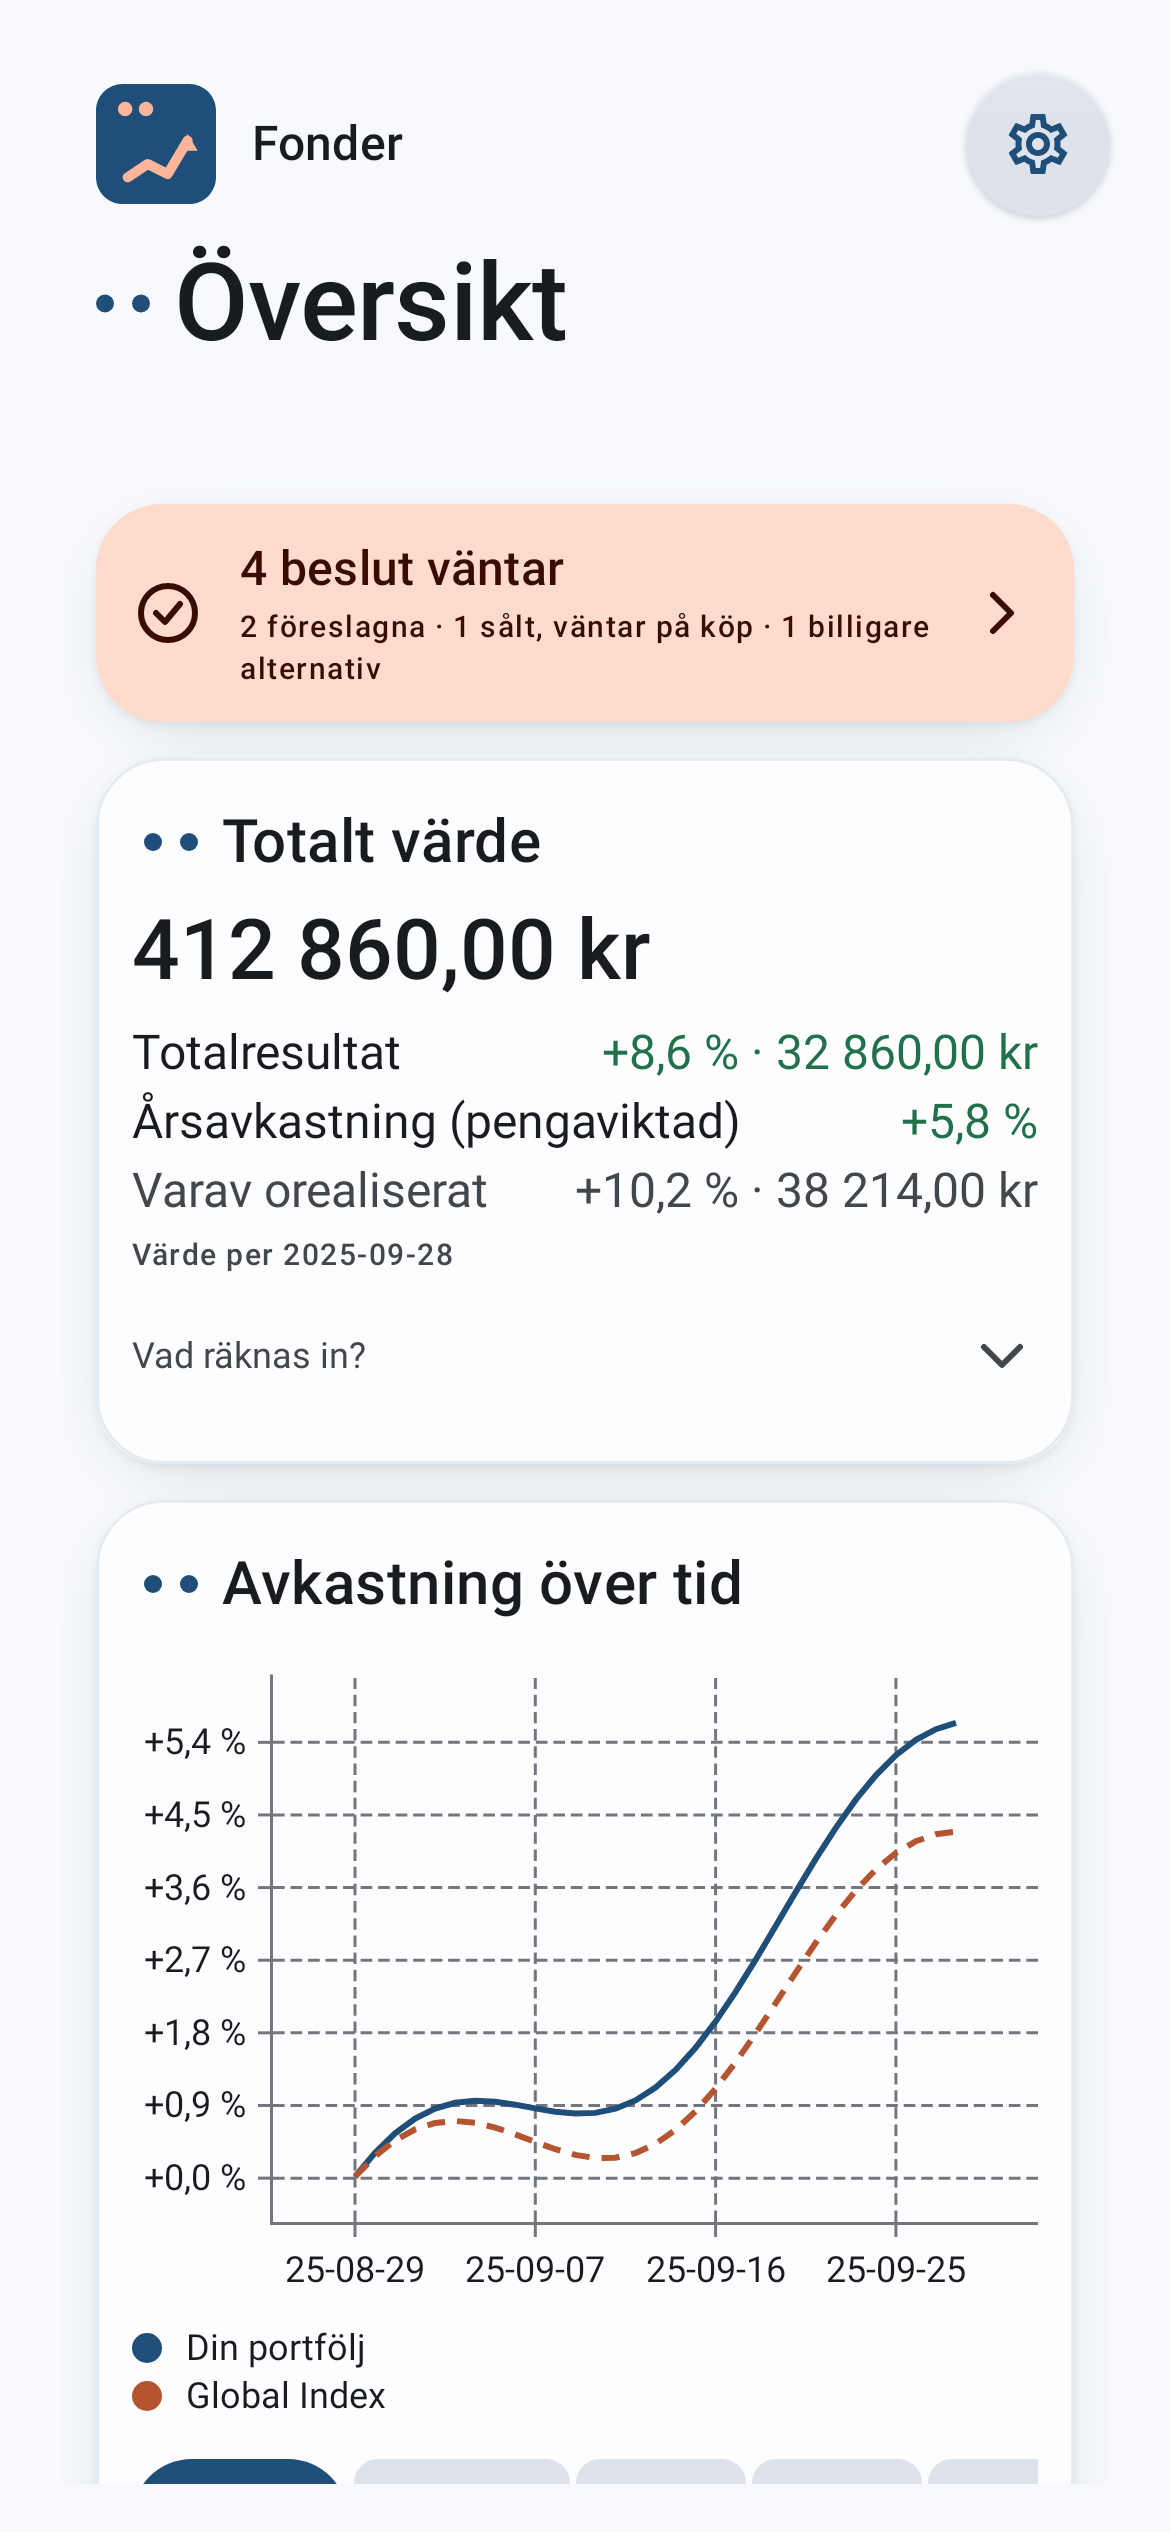 Fonder
Översikt
4 beslut väntar
2 föreslagna · 1 sålt, väntar på köp · 1 billigare
alternativ
Totalt värde
412 860,00 kr
Totalresultat +8,6 % · 32 860,00 kr
Årsavkastning (pengaviktad) +5,8 %
Varav orealiserat +10,2 % · 38 214,00 kr
Värde per 2025-09-28
Vad räknas in?
Avkastning över tid
+5,4 %
+4,5 %
+3,6 %
+2,7 %
+1,8 %
+0,9 %
+0,0 %
25-08-29 25-09-07 25-09-16 25-09-25
Din portfölj
Global Index